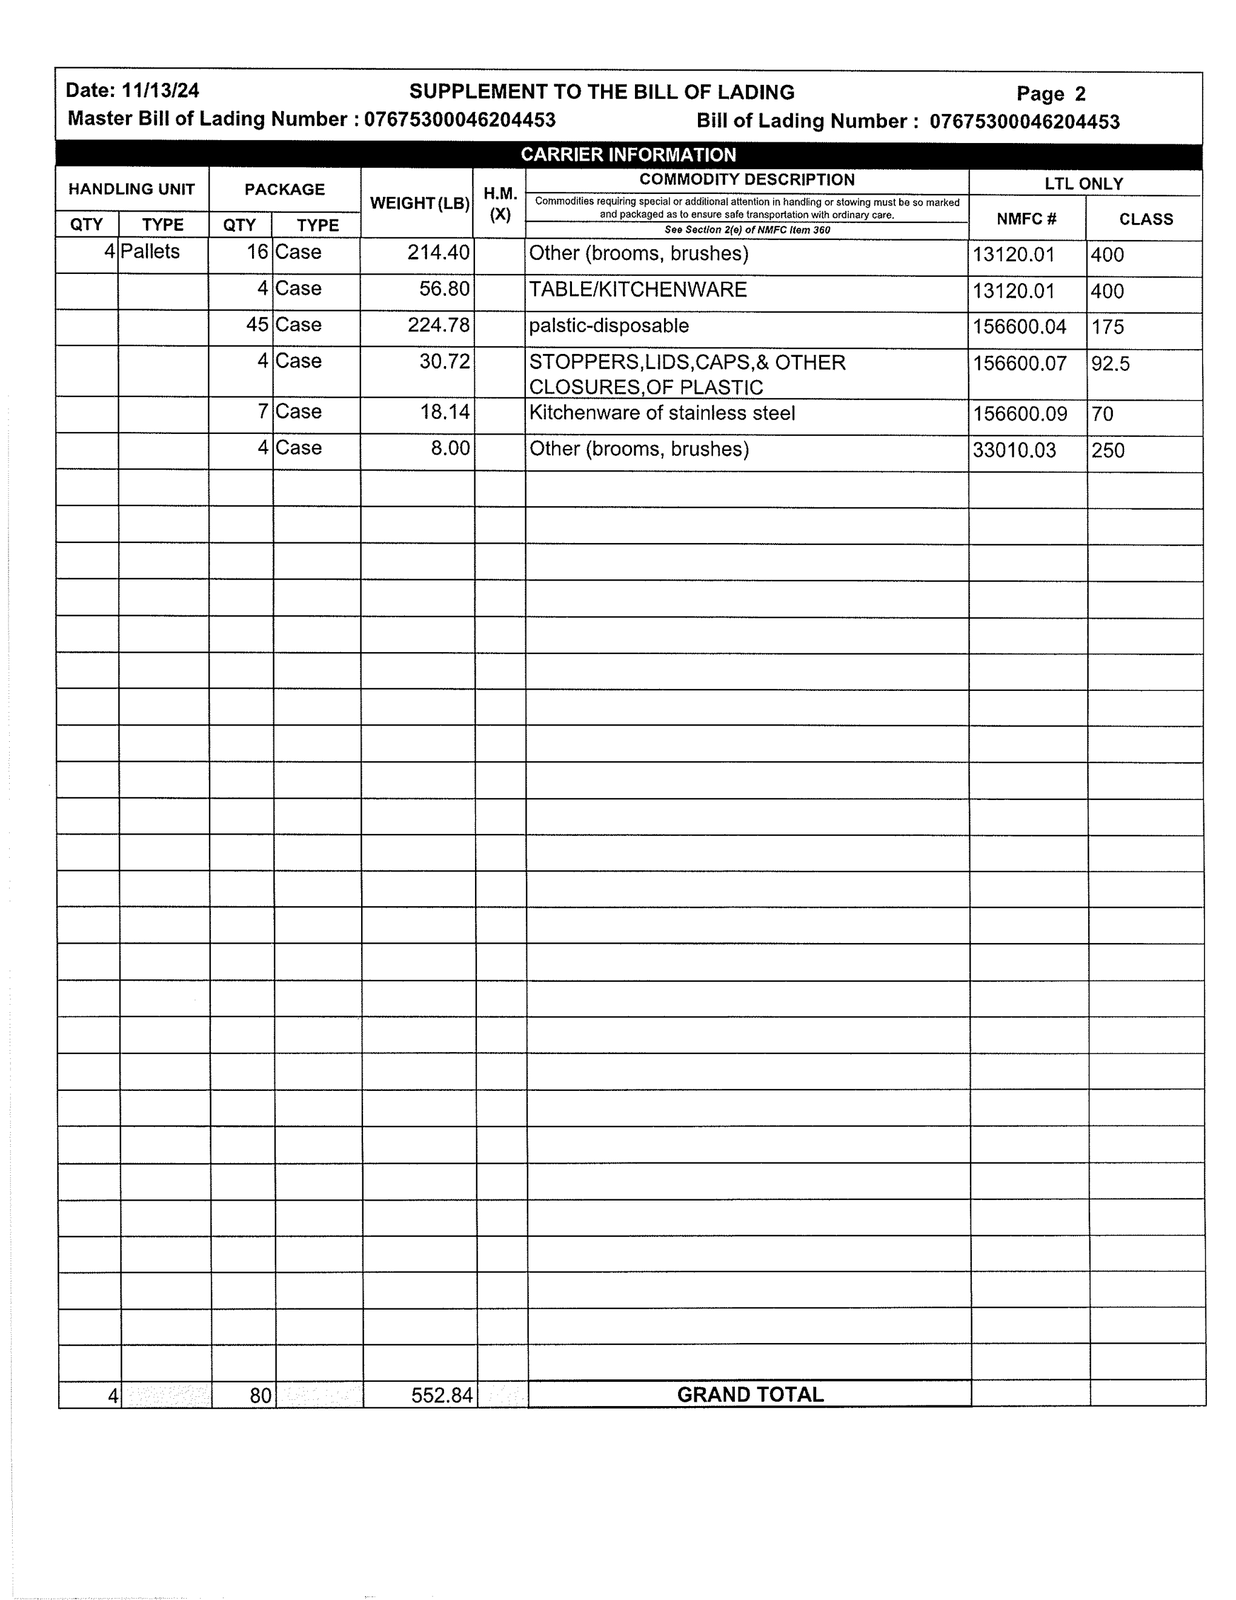 Date: 11/13/24 SUPPLEMENT TO THE BILL OF LADING Page 2
Master Bill of Lading Number : 07675300046204453 Bill of Lading Number : 07675300046204453
CARRIER INFORMATION
HANDLING UNIT PACKAGE WEIGHT (LB) H.M. (X) COMMODITY DESCRIPTION LTL ONLY
Commodities requiring special or additional attention in handling or stowing must be so marked
and packaged as to ensure safe transportation with ordinary care.
See Section 2(e) of NMFC Item 360
QTY TYPE QTY TYPE NMFC # CLASS
4 Pallets 16 Case 214.40 Other (brooms, brushes) 13120.01 400
4 Case 56.80 TABLE/KITCHENWARE 13120.01 400
45 Case 224.78 palstic-disposable 156600.04 175
4 Case 30.72 STOPPERS,LIDS,CAPS,& OTHER 156600.07 92.5
CLOSURES,OF PLASTIC
7 Case 18.14 Kitchenware of stainless steel 156600.09 70
4 Case 8.00 Other (brooms, brushes) 33010.03 250
4 80 552.84 GRAND TOTAL